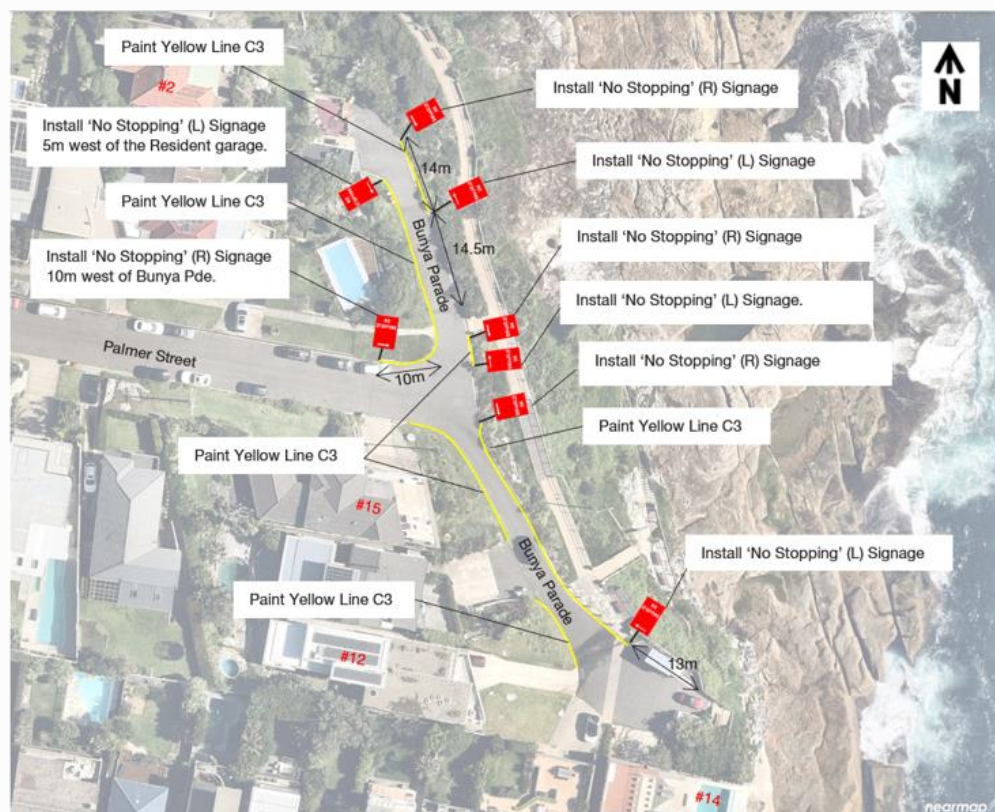 Paint Yellow Line C3
#2
Install ‘No Stopping’ (R) Signage
N
Install ‘No Stopping’ (L) Signage
5m west of the Resident garage.
14m
Install ‘No Stopping’ (L) Signage
Paint Yellow Line C3
Bunya Parade
14.5m
Install ‘No Stopping’ (R) Signage
Install ‘No Stopping’ (R) Signage
10m west of Bunya Pde.
Install ‘No Stopping’ (L) Signage.
Palmer Street
10m
Install ‘No Stopping’ (R) Signage
Paint Yellow Line C3
Paint Yellow Line C3
#15
Bunya Parade
Install ‘No Stopping’ (L) Signage
Paint Yellow Line C3
#12
13m
#14
nearmap